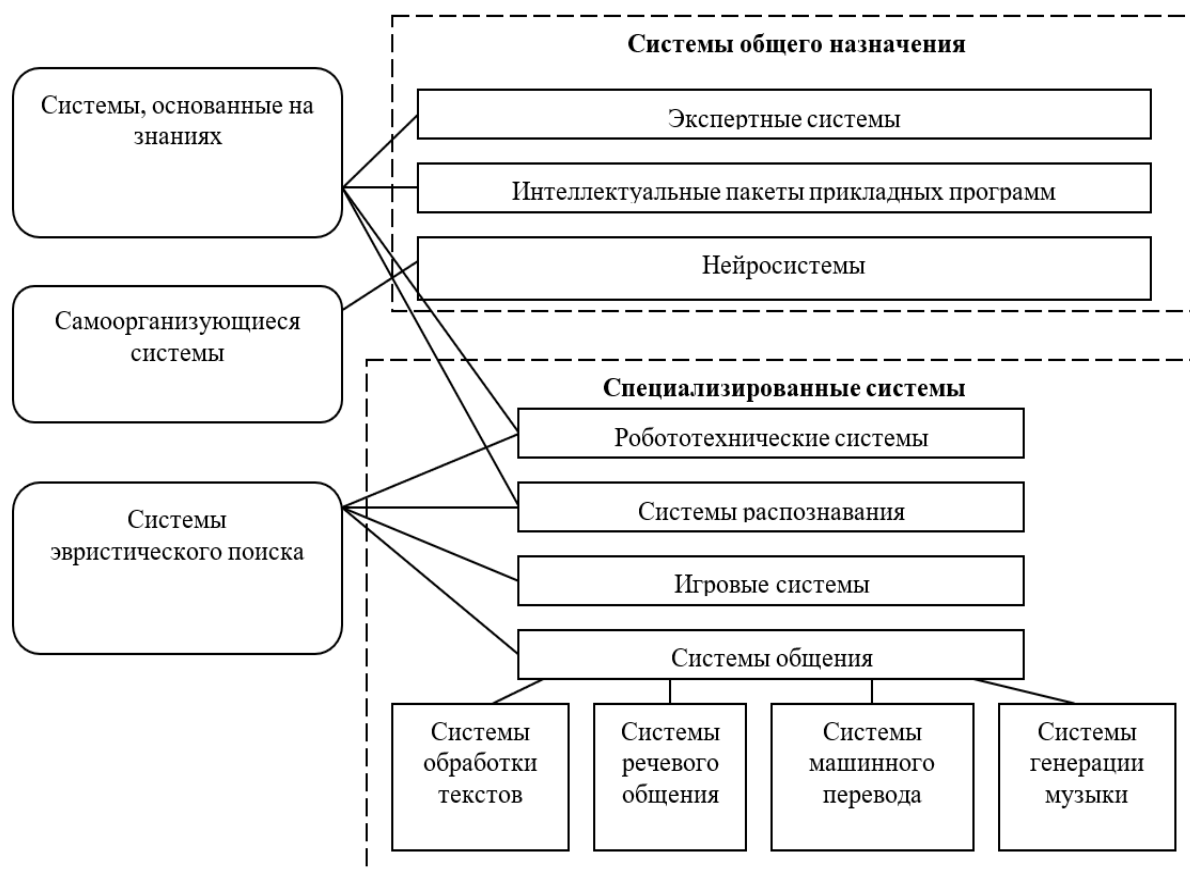 Системы общего назначения
Системы, основанные на
знаниях
Экспертные системы
Интеллектуальные пакеты прикладных программ
Нейросистемы
Самоорганизующиеся
системы
Специализированные системы
Робототехнические системы
Системы
эвристического поиска
Системы распознавания
Игровые системы
Системы общения
Системы
обработки
текстов
Системы
речевого
общения
Системы
машинного
перевода
Системы
генерации
музыки